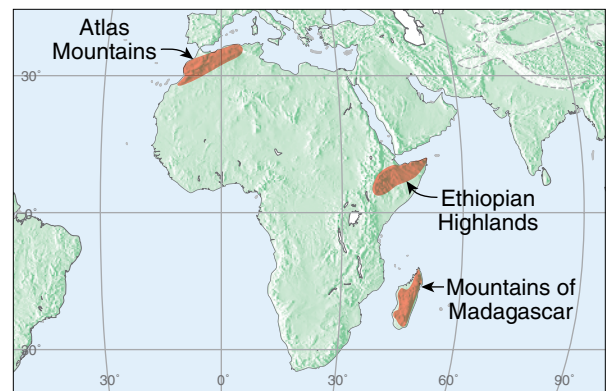 Atlas
Mountains
30°
Ethiopian
Highlands
0°
Mountains of
Madagascar
30°
30°
0°
30°
60°
90°